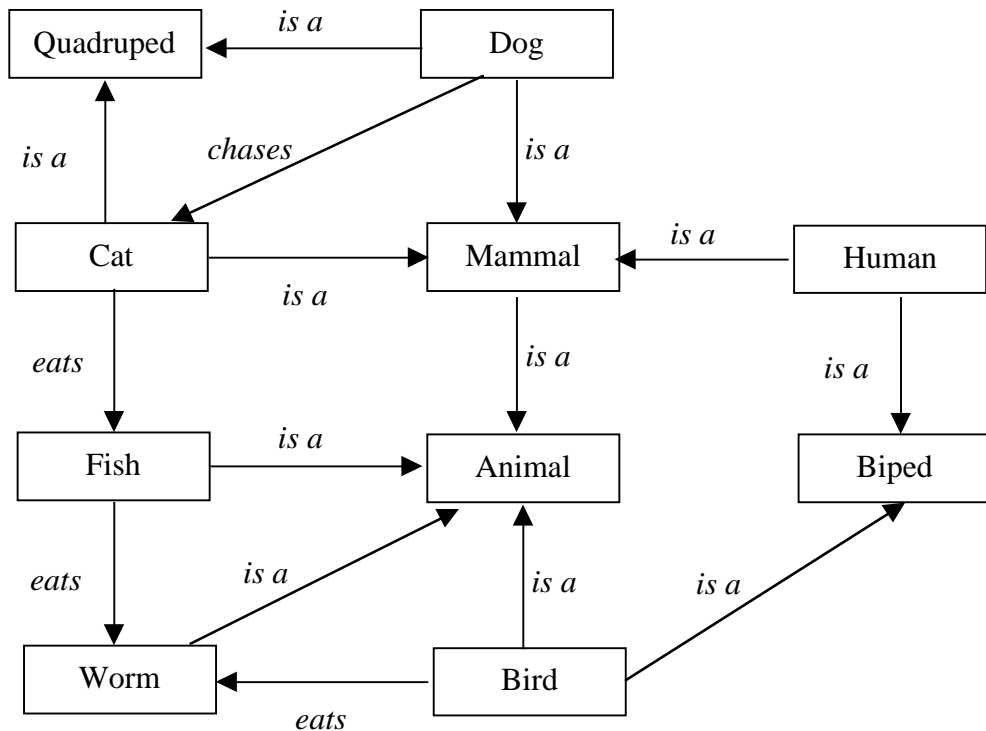 Quadruped
is a
Dog
is a
chases
is a
Cat
is a
Mammal
is a
Human
eats
is a
is a
Fish
is a
Animal
Biped
eats
is a
is a
is a
Worm
eats
Bird